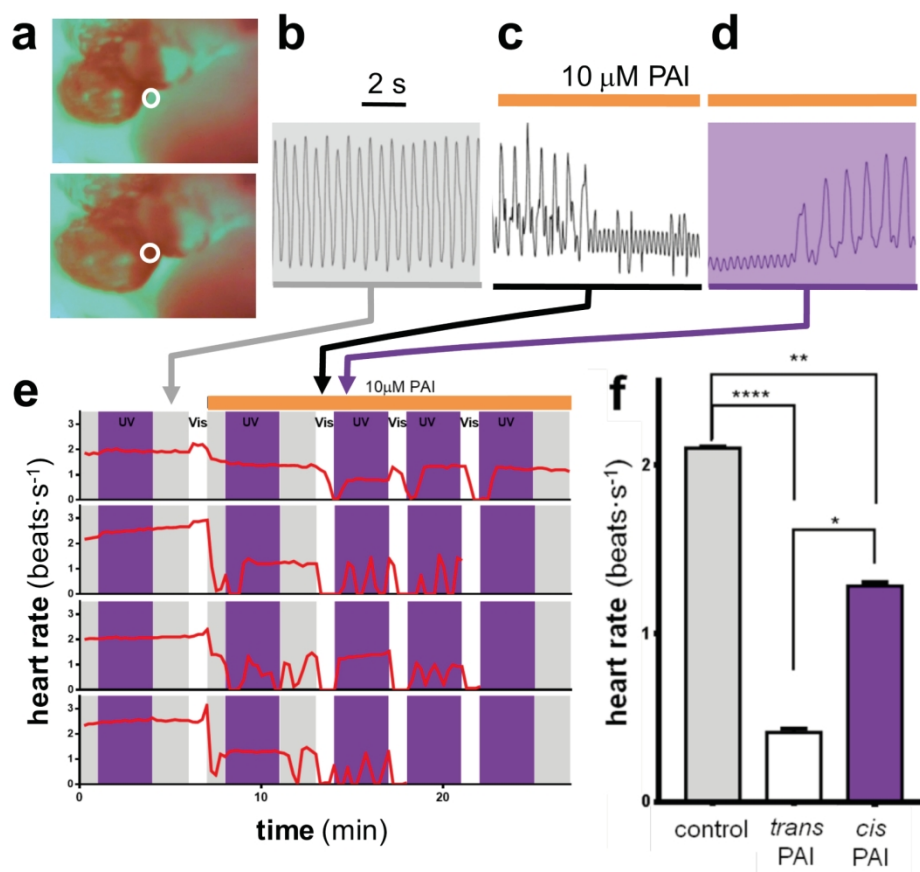 a
b
c
d
10 μM PAI
2 s
e
10μM PAI
UV Vis UV Vis UV Vis UV Vis UV
3
2
1
0
3
2
1
0
3
2
1
0
3
2
1
0
0 10 20
heart rate (beats·s⁻¹)
time (min)
f
**
****
*
2
1
0
heart rate (beats·s⁻¹)
control trans cis
PAI PAI